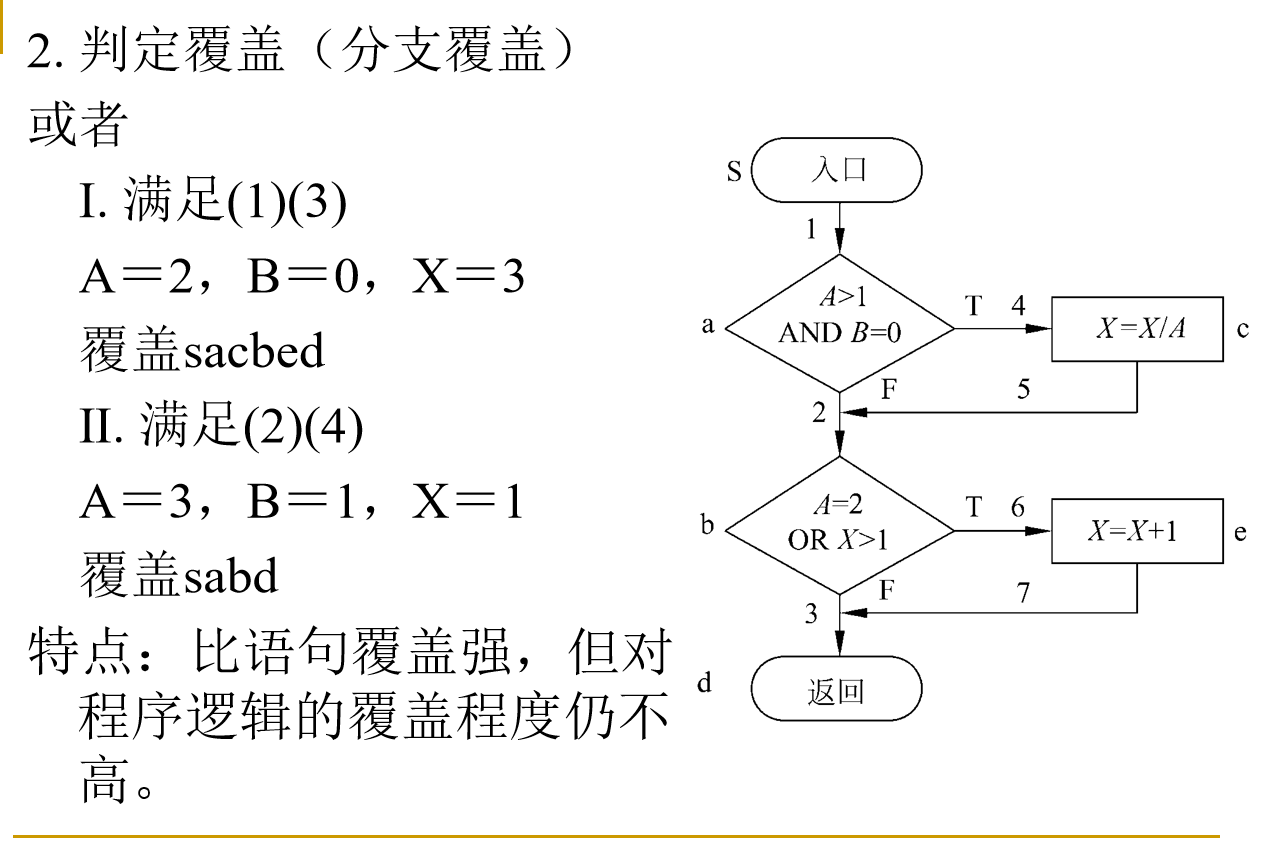 2. 判定覆盖（分支覆盖）
或者
I. 满足(1)(3)
A＝2，B＝0，X＝3
覆盖sacbed
II. 满足(2)(4)
A＝3，B＝1，X＝1
覆盖sabd
特点：比语句覆盖强，但对
程序逻辑的覆盖程度仍不
高。
S
入口
1
a
A>1
AND B=0
T
4
X=X/A
c
F
5
2
b
A=2
OR X>1
T
6
X=X+1
e
F
7
3
d
返回